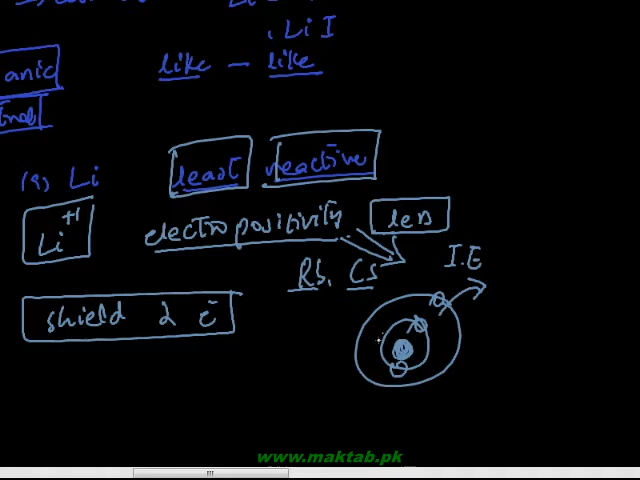 . Li I
anic
like - like
(9) Li
least reactive
Li +1
electropositivity
less
I.E
Rb, Cs
shield 2 e-
www.maktab.pk